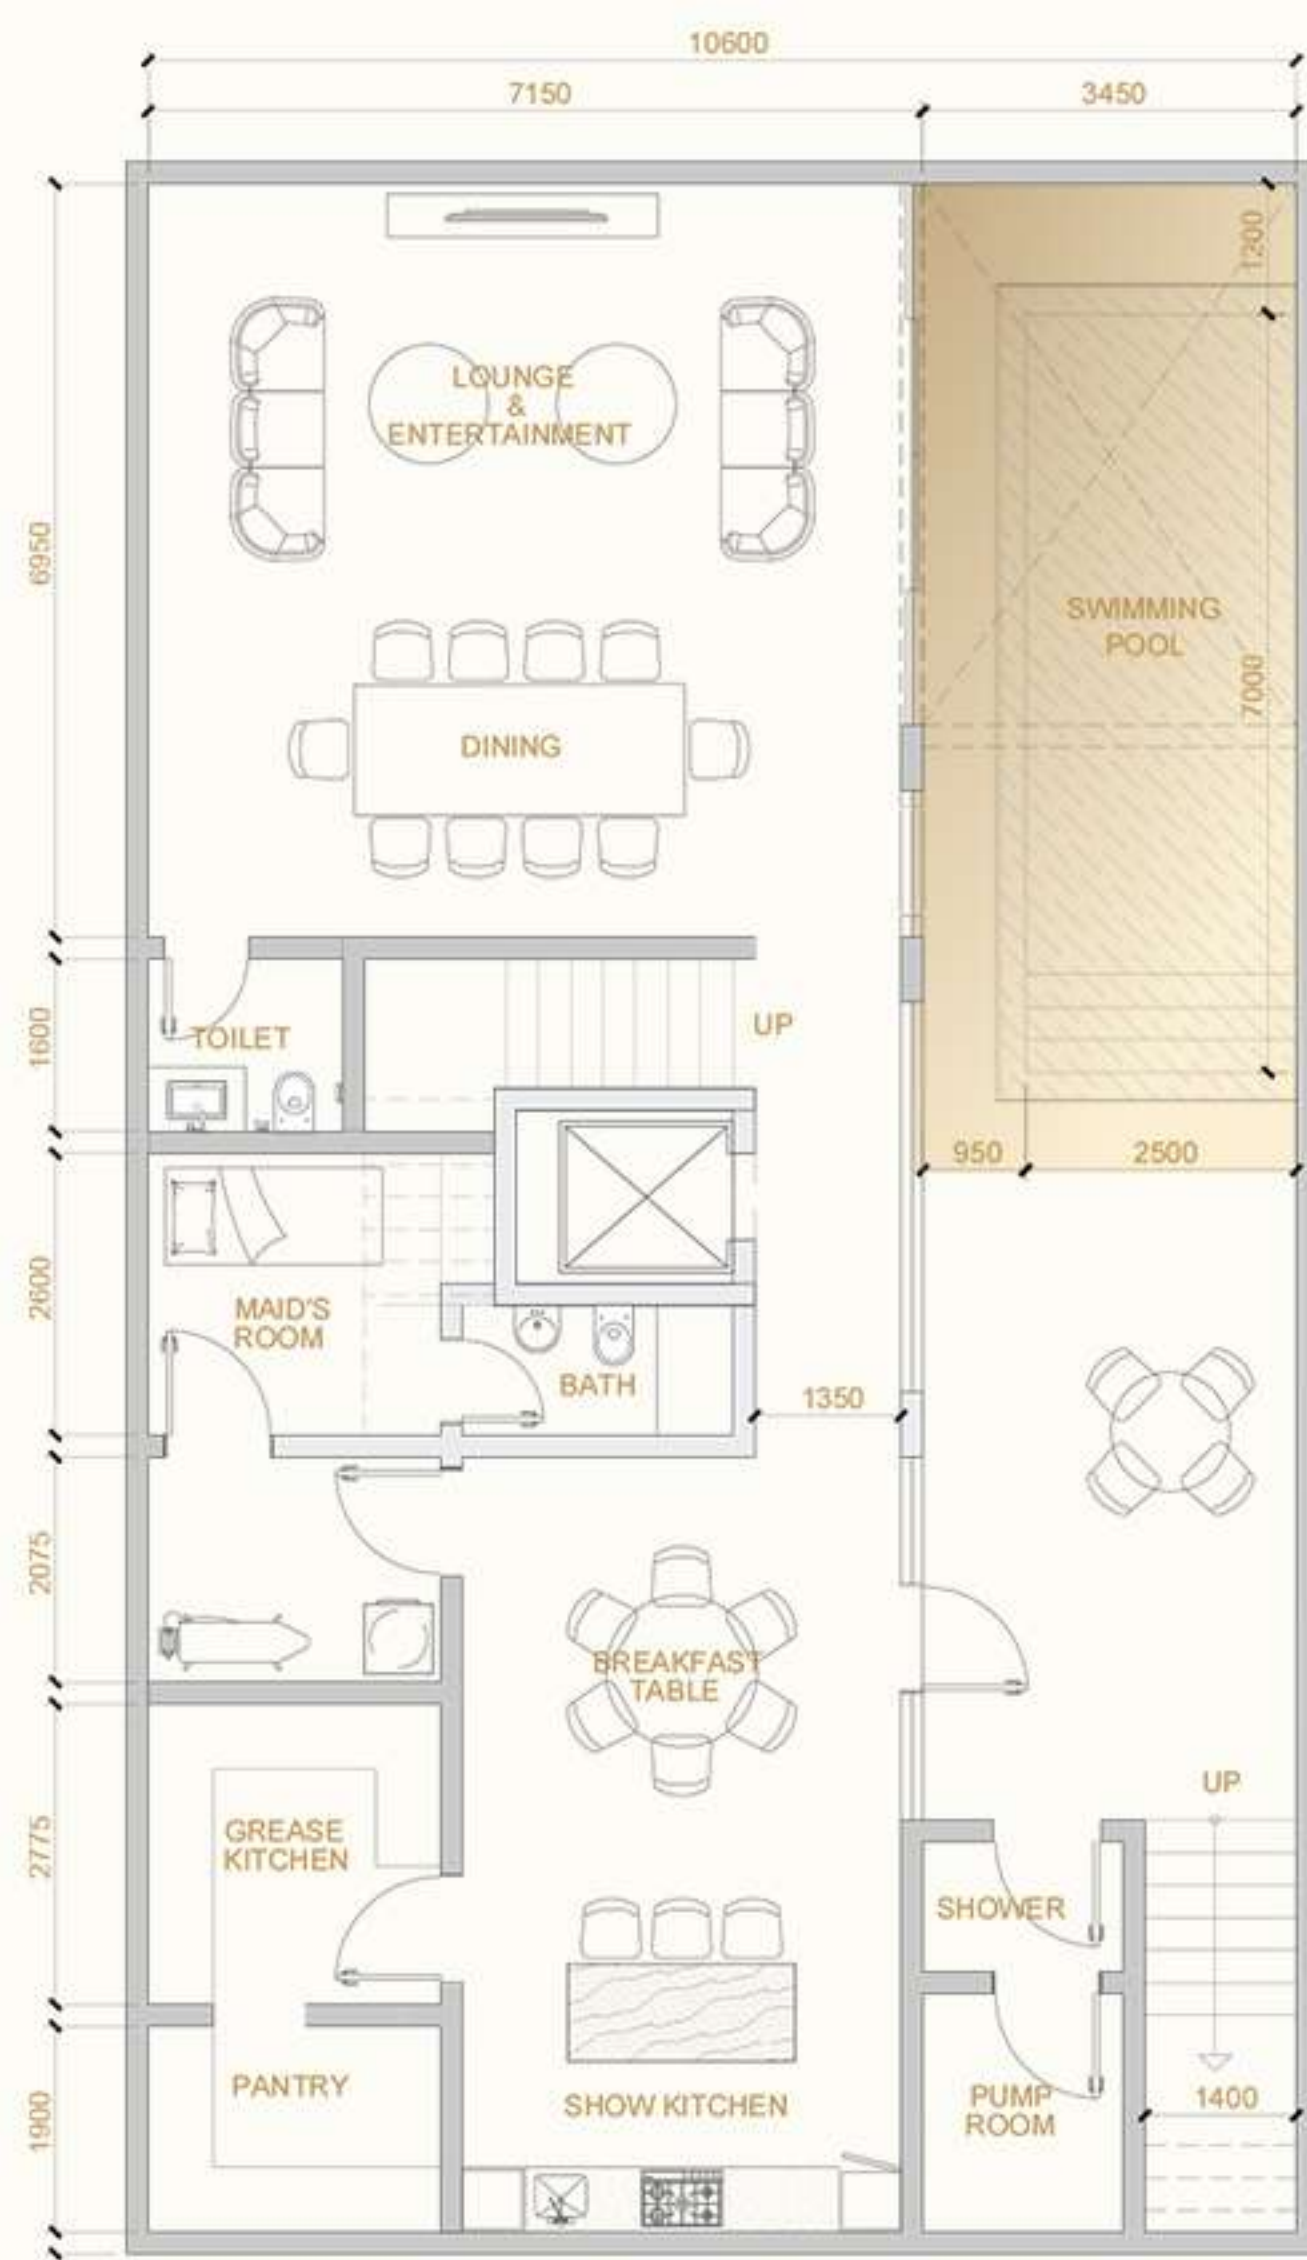 10600
7150
3450
1200
LOUNGE
&
ENTERTAINMENT
6950
SWIMMING
POOL
7000
DINING
1600
TOILET
UP
950
2500
2600
MAID'S
ROOM
BATH
1350
2075
BREAKFAST
TABLE
UP
2775
GREASE
KITCHEN
SHOWER
PANTRY
SHOW KITCHEN
PUMP
ROOM
1400
1900